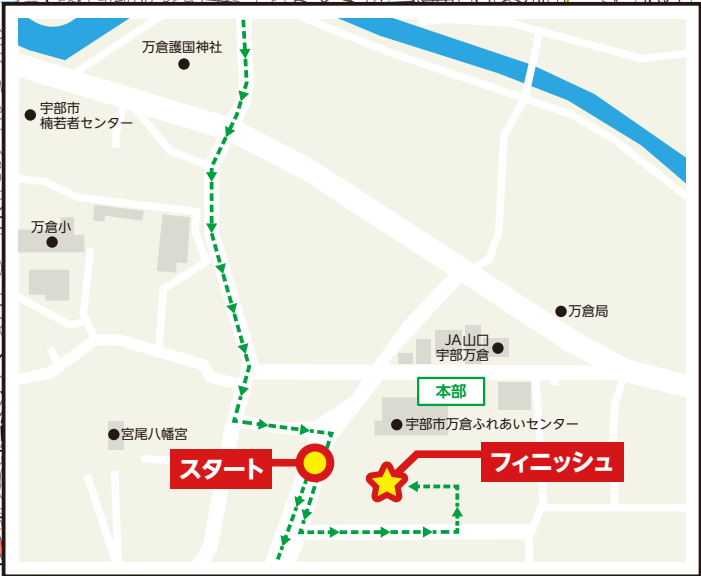 万倉護国神社
宇部市
楠若者センター
万倉小
万倉局
JA山口
宇部万倉
本部
宇部市万倉ふれあいセンター
宮尾八幡宮
スタート
フィニッシュ